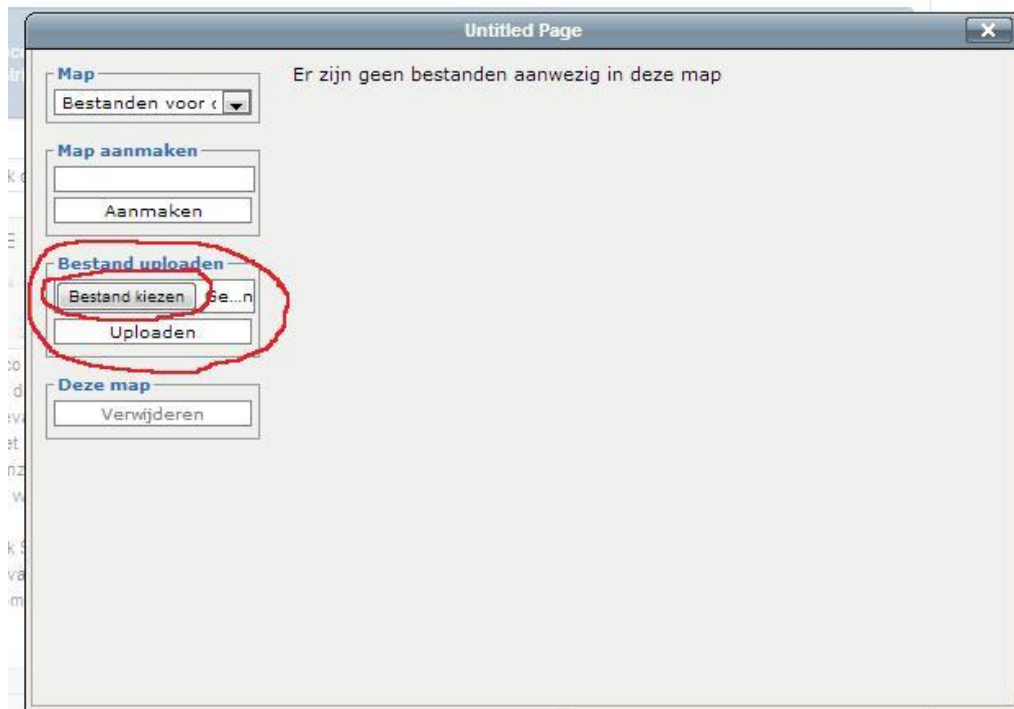 Untitled Page
Map
Bestanden voor
Er zijn geen bestanden aanwezig in deze map
Map aanmaken
Aanmaken
Bestand uploaden
Bestand kiezen Ge...n
Uploaden
Deze map
Verwijderen